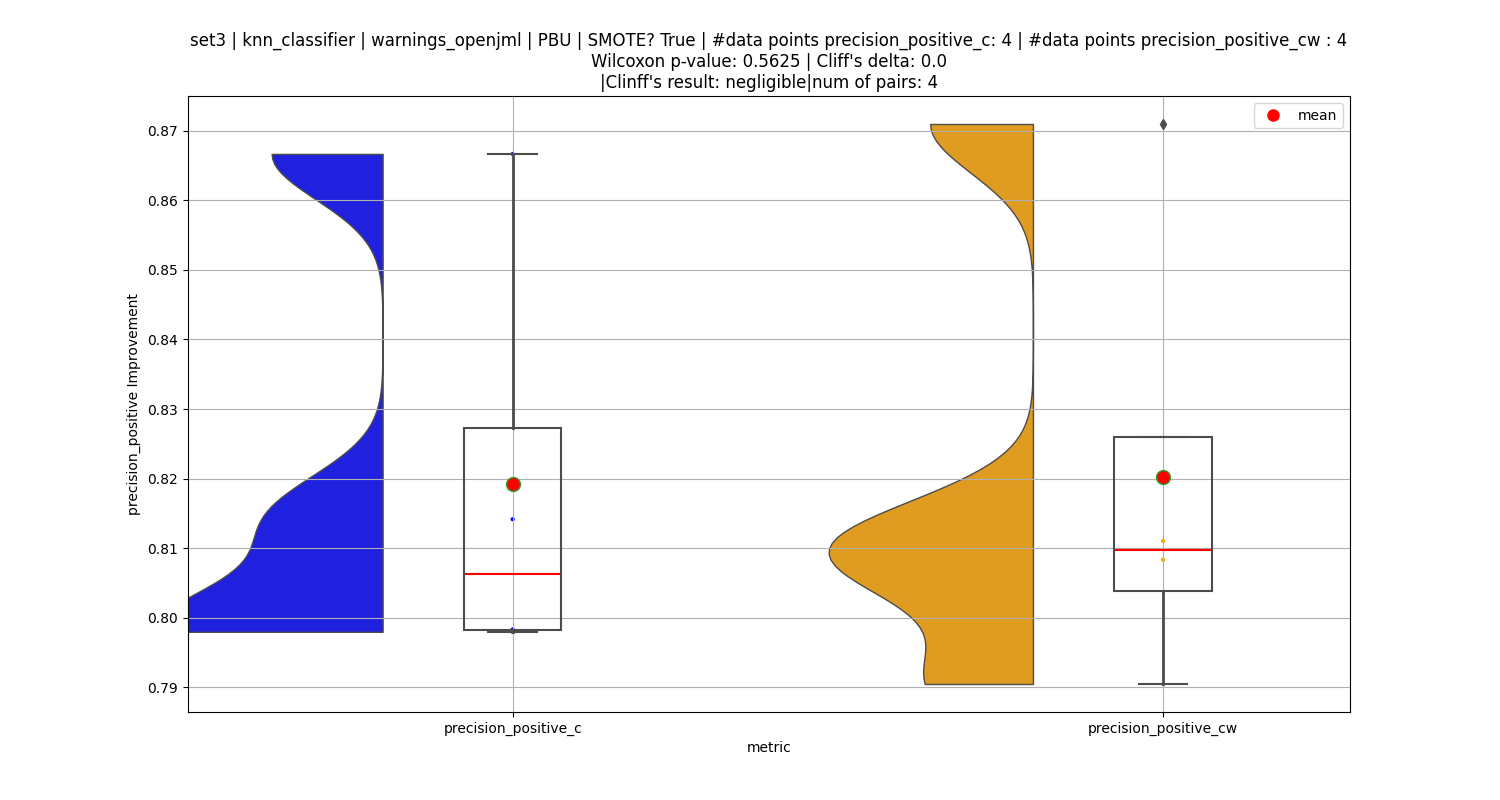 set3 | knn_classifier | warnings_openjml | PBU | SMOTE? True | #data points precision_positive_c: 4 | #data points precision_positive_cw : 4
Wilcoxon p-value: 0.5625 | Cliff's delta: 0.0
|Clinff's result: negligible|num of pairs: 4
mean
precision_positive Improvement
0.87
0.86
0.85
0.84
0.83
0.82
0.81
0.80
0.79
precision_positive_c
precision_positive_cw
metric